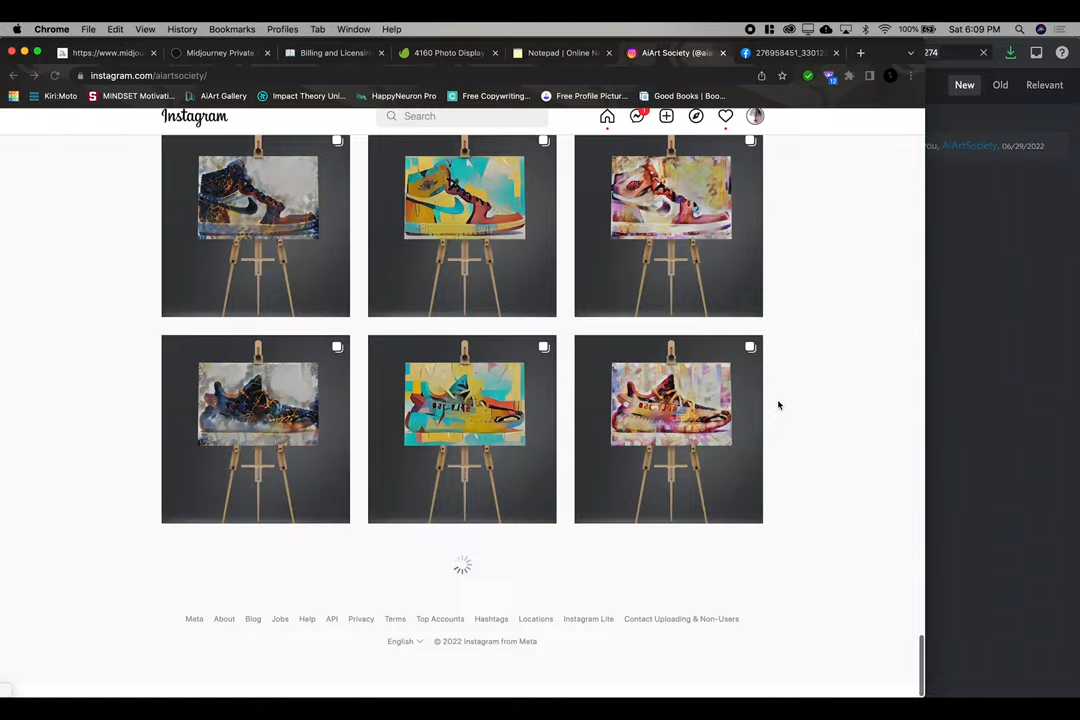 Chrome File Edit View History Bookmarks Profiles Tab Window Help 100% Sat 6:09 PM
https://www.midjou Midjourney Private Billing and Licensin 4160 Photo Display Notepad | Online N AiArt Society (@aia 276958451_33012 274
instagram.com/aiartsociety/
New Old Relevant
Kiri:Moto MINDSET Motivati... AiArt Gallery Impact Theory Uni... HappyNeuron Pro Free Copywriting... Free Profile Pictur... Good Books | Boo...
12
Instagram Search
you, AiArtSociety. 06/29/2022
Meta About Blog Jobs Help API Privacy Terms Top Accounts Hashtags Locations Instagram Lite Contact Uploading & Non-Users
English © 2022 Instagram from Meta